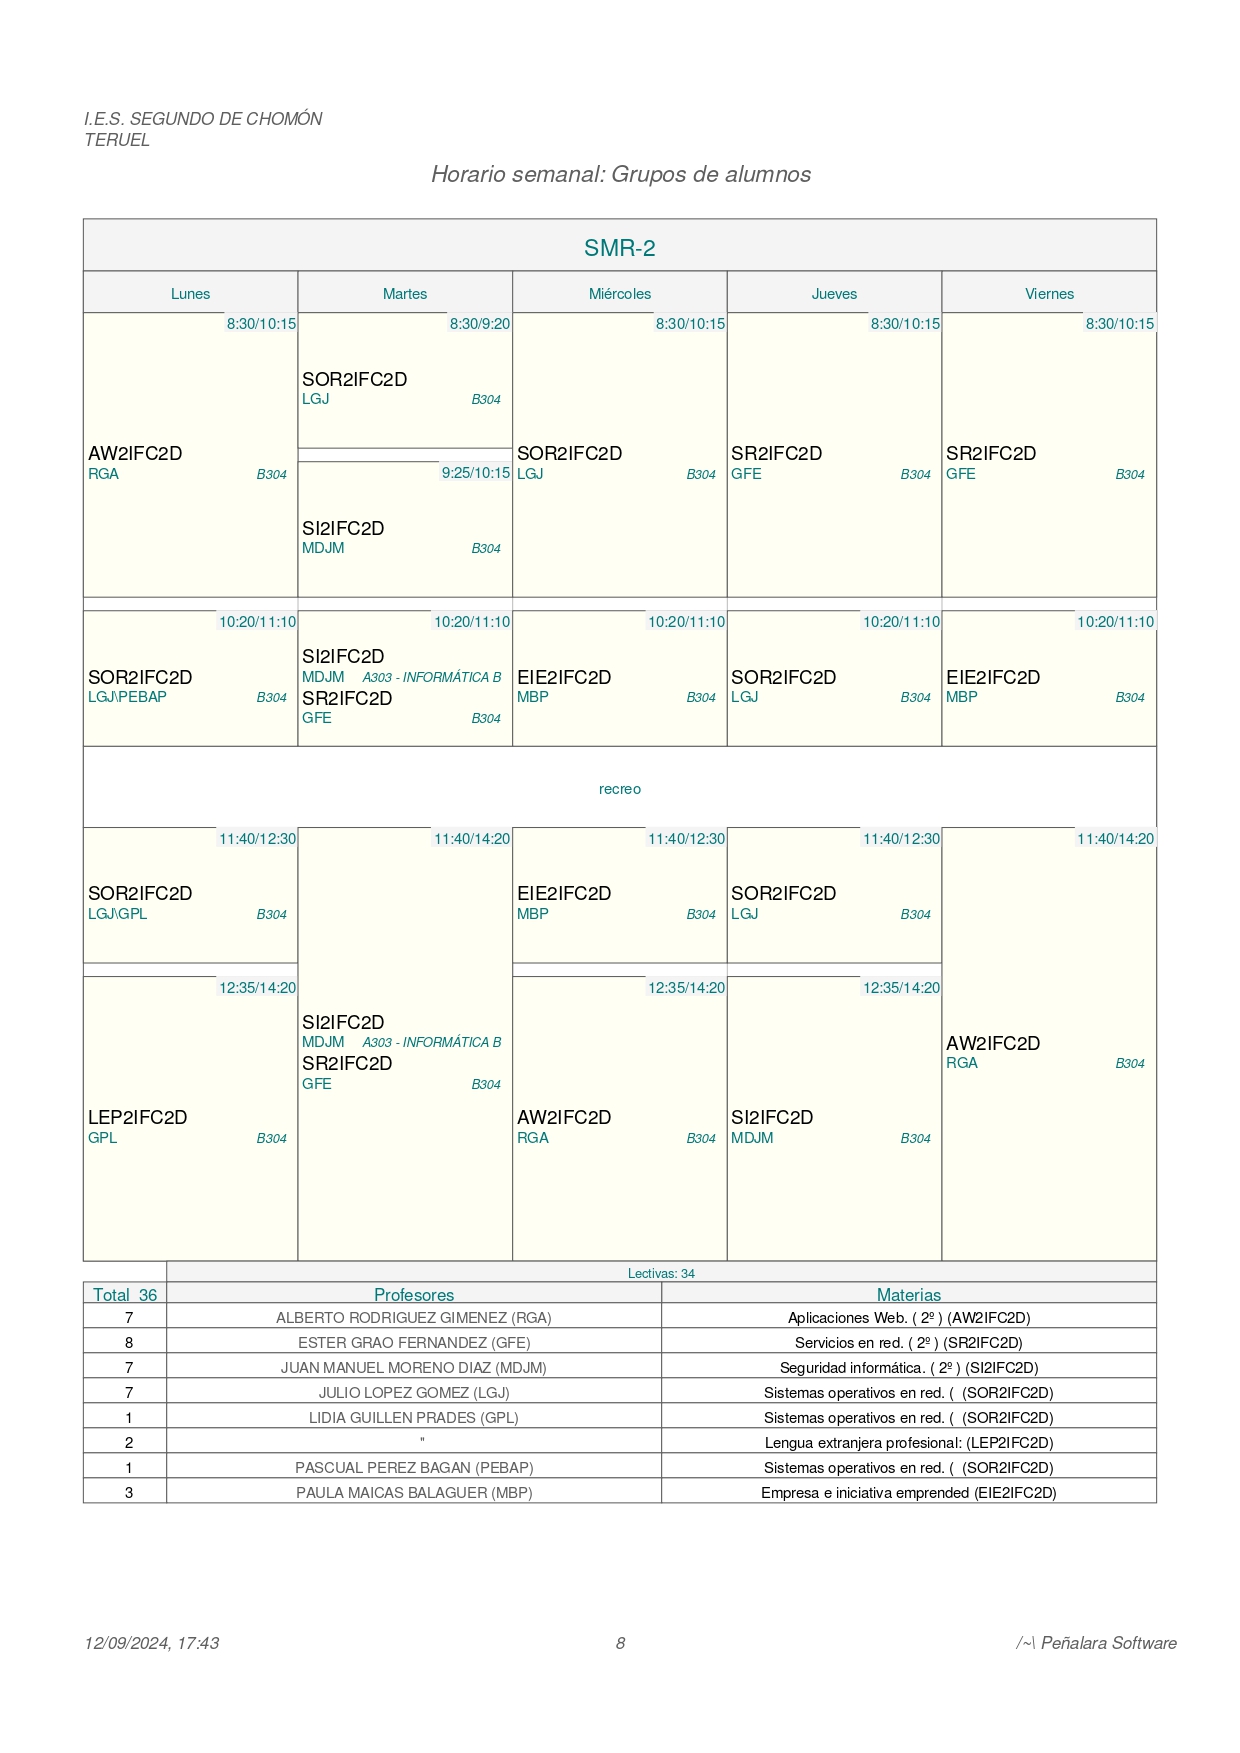 I.E.S. SEGUNDO DE CHOMÓN
TERUEL
Horario semanal: Grupos de alumnos
SMR-2
Lunes Martes Miércoles Jueves Viernes
8:30/10:15 8:30/9:20 8:30/10:15 8:30/10:15 8:30/10:15
SOR2IFC2D
LGJ B304
AW2IFC2D SOR2IFC2D SR2IFC2D SR2IFC2D
RGA B304 9:25/10:15 LGJ B304 GFE B304 GFE B304
SI2IFC2D
MDJM B304
10:20/11:10 10:20/11:10 10:20/11:10 10:20/11:10 10:20/11:10
SI2IFC2D
SOR2IFC2D MDJM A303 - INFORMÁTICA B EIE2IFC2D SOR2IFC2D EIE2IFC2D
LGJ\PEBAP B304 SR2IFC2D MBP B304 LGJ B304 MBP B304
GFE B304
recreo
11:40/12:30 11:40/14:20 11:40/12:30 11:40/12:30 11:40/14:20
SOR2IFC2D EIE2IFC2D SOR2IFC2D
LGJ\GPL B304 MBP B304 LGJ B304
12:35/14:20 12:35/14:20 12:35/14:20
SI2IFC2D
MDJM A303 - INFORMÁTICA B AW2IFC2D
SR2IFC2D RGA B304
GFE B304
LEP2IFC2D AW2IFC2D SI2IFC2D
GPL B304 RGA B304 MDJM B304
Lectivas: 34
Total 36 Profesores Materias
7 ALBERTO RODRIGUEZ GIMENEZ (RGA) Aplicaciones Web. ( 2º ) (AW2IFC2D)
8 ESTER GRAO FERNANDEZ (GFE) Servicios en red. ( 2º ) (SR2IFC2D)
7 JUAN MANUEL MORENO DIAZ (MDJM) Seguridad informática. ( 2º ) (SI2IFC2D)
7 JULIO LOPEZ GOMEZ (LGJ) Sistemas operativos en red. ( (SOR2IFC2D)
1 LIDIA GUILLEN PRADES (GPL) Sistemas operativos en red. ( (SOR2IFC2D)
2 " Lengua extranjera profesional: (LEP2IFC2D)
1 PASCUAL PEREZ BAGAN (PEBAP) Sistemas operativos en red. ( (SOR2IFC2D)
3 PAULA MAICAS BALAGUER (MBP) Empresa e iniciativa emprended (EIE2IFC2D)
12/09/2024, 17:43 8 /~\ Peñalara Software